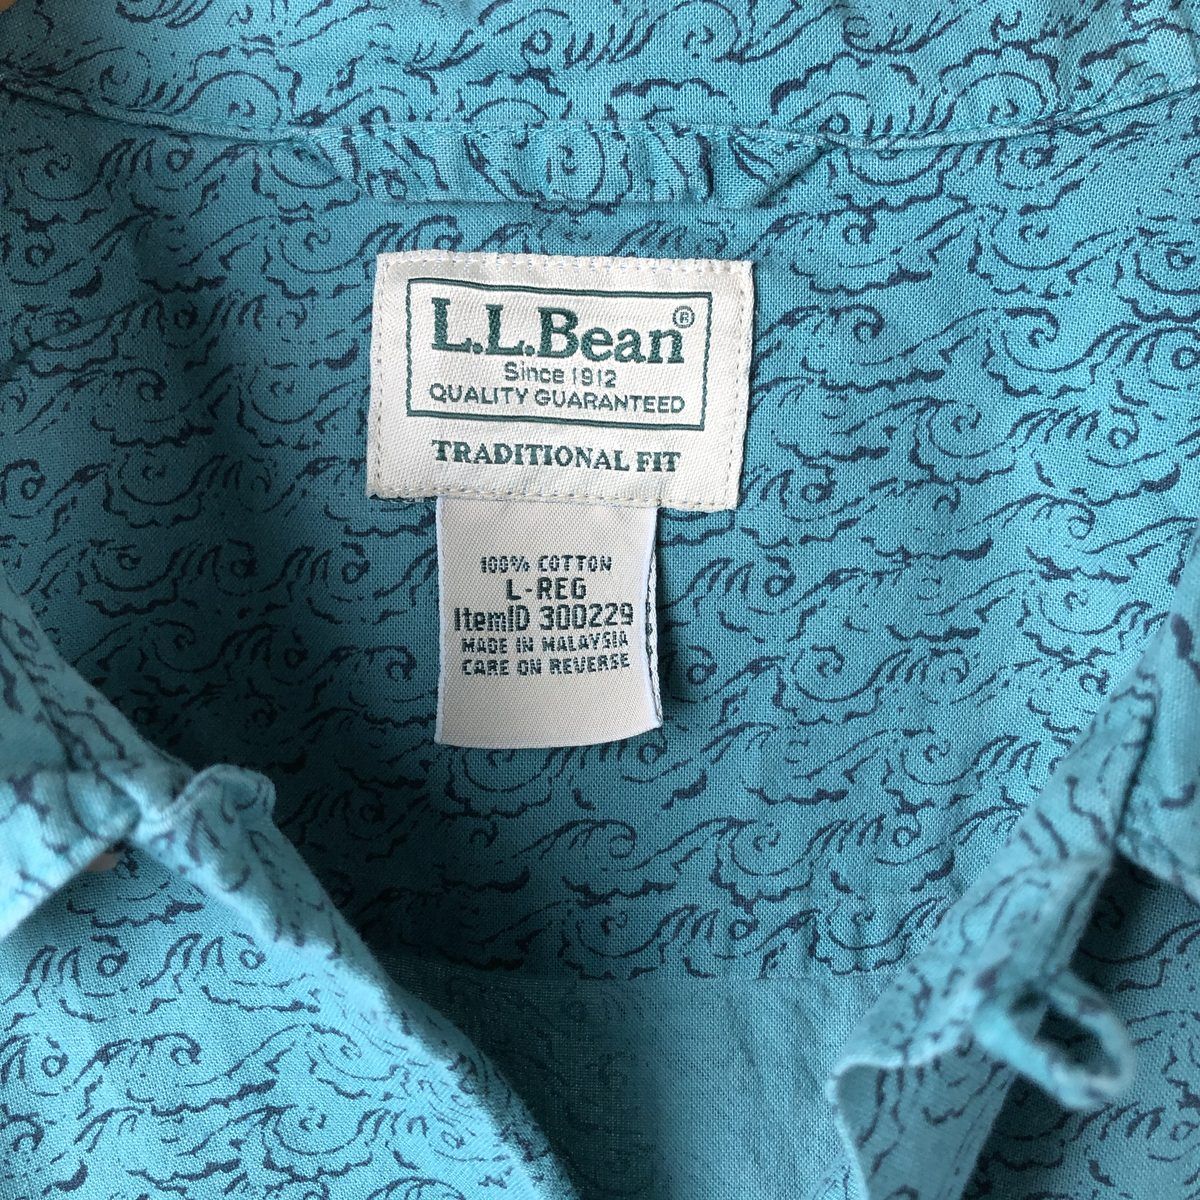 L.L.Bean®
Since 1912
QUALITY GUARANTEED
TRADITIONAL FIT
100% COTTON
L-REG
ItemID 300229
MADE IN MALAYSIA
CARE ON REVERSE